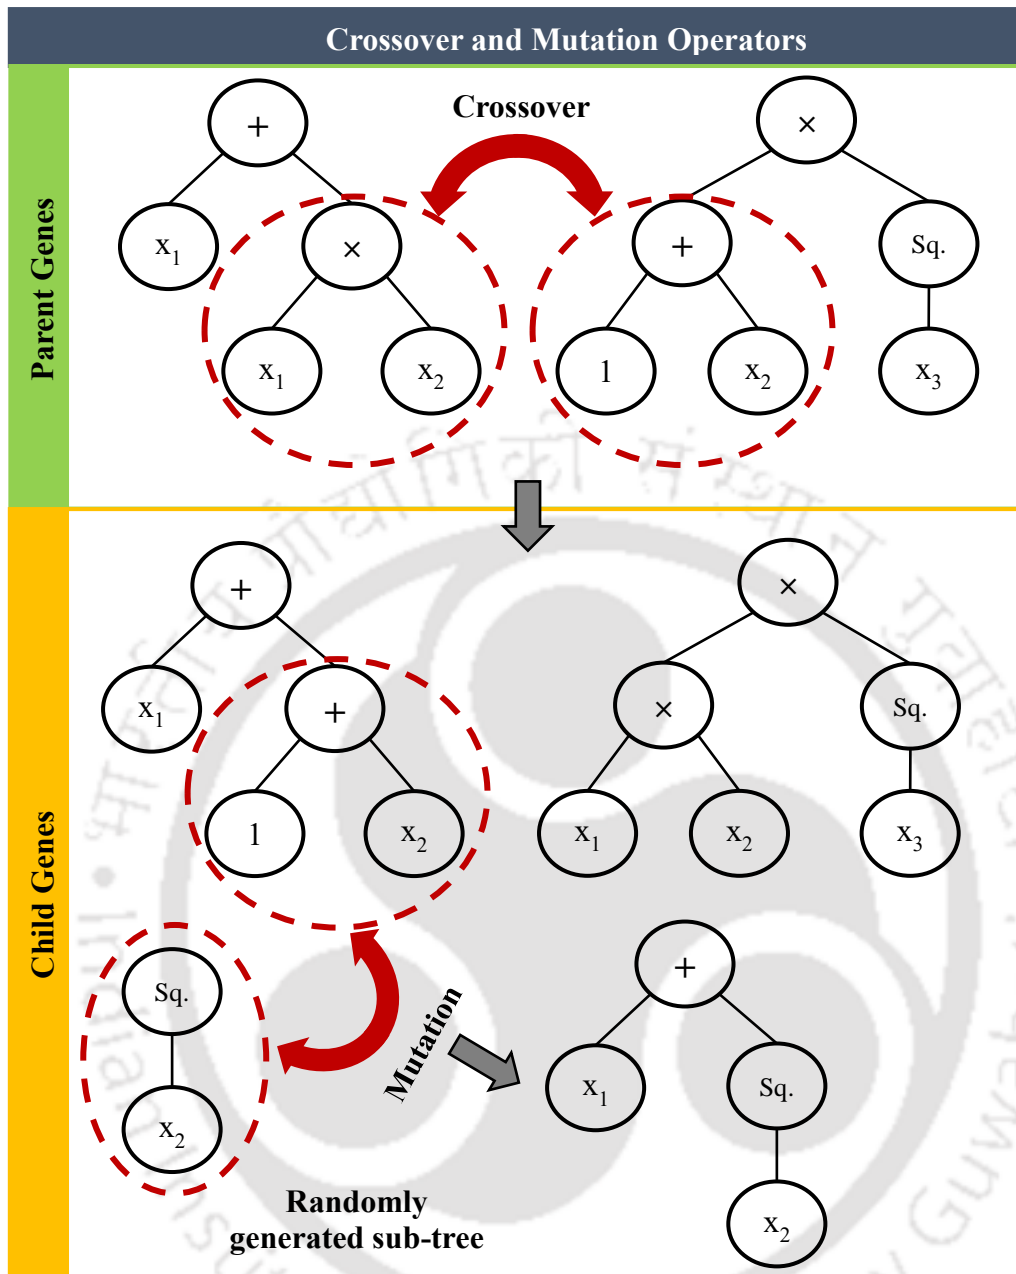 Crossover and Mutation Operators
Parent Genes
Crossover
+
×
x₁
×
+
Sq.
x₁
x₂
1
x₂
x₃
Child Genes
+
×
x₁
+
×
Sq.
1
x₂
x₁
x₂
x₃
Sq.
+
Mutation
x₁
Sq.
x₂
Randomly
generated sub-tree
x₂